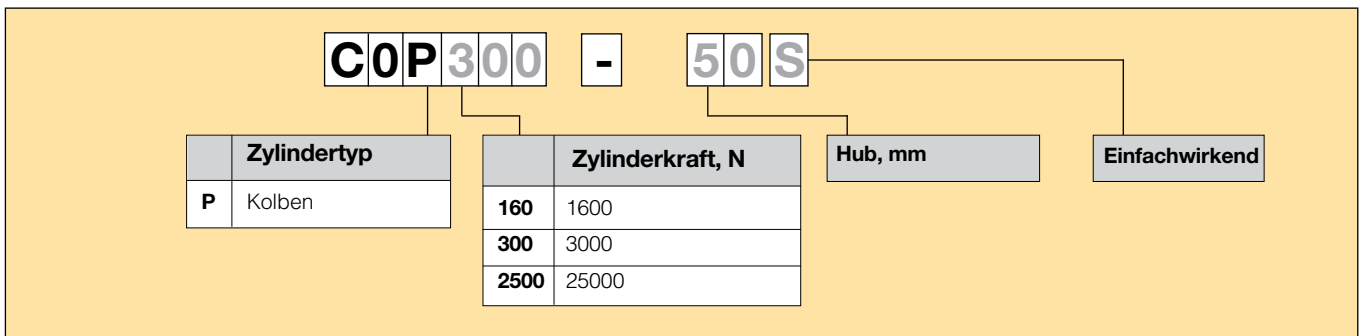 C0P300 - 50S
Zylindertyp
P Kolben
Zylinderkraft, N
160 1600
300 3000
2500 25000
Hub, mm
Einfachwirkend